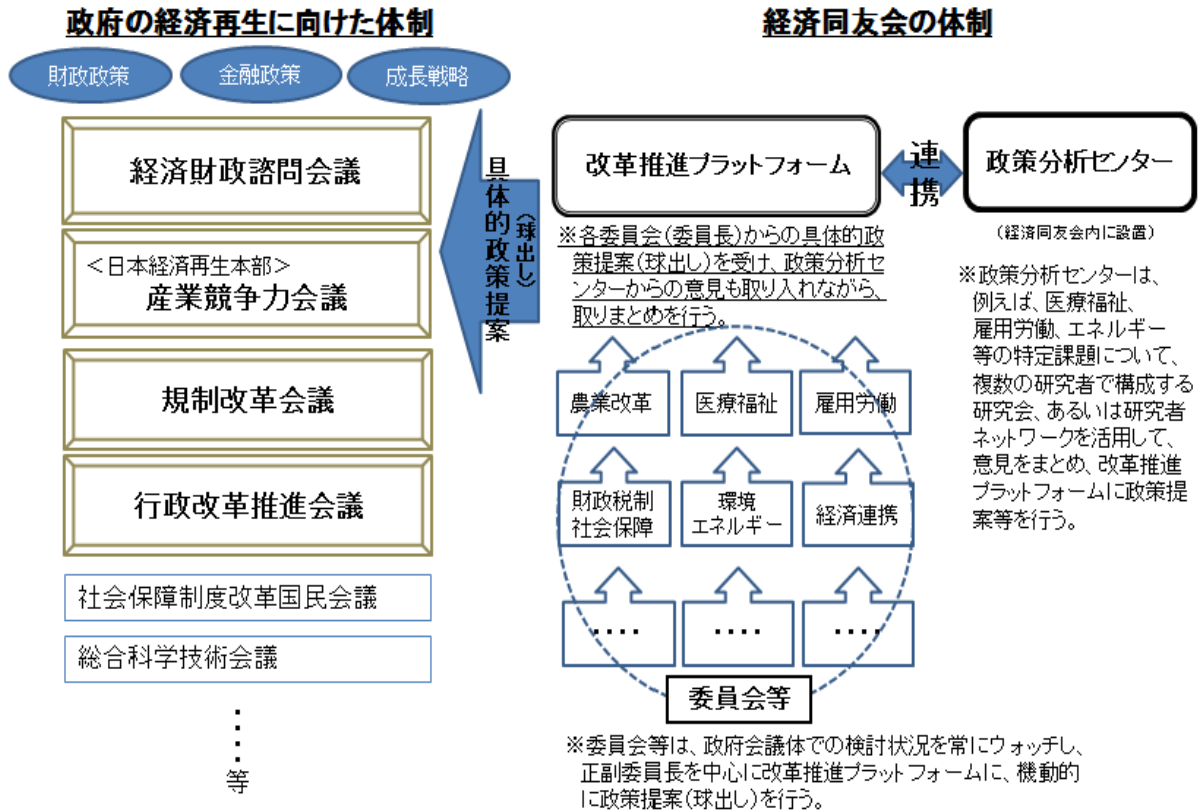 政府の経済再生に向けた体制
財政政策
金融政策
成長戦略
経済財政諮問会議
＜日本経済再生本部＞
産業競争力会議
規制改革会議
行政改革推進会議
社会保障制度改革国民会議
総合科学技術会議
・・・・
等
具体的政策提案
（球出し）
経済同友会の体制
改革推進プラットフォーム
連携
政策分析センター
（経済同友会内に設置）
※各委員会（委員長）からの具体的政
策提案（球出し）を受け、政策分析セ
ンターからの意見も取り入れながら、
取りまとめを行う。
※政策分析センターは、
例えば、医療福祉、
雇用労働、エネルギー
等の特定課題について、
複数の研究者で構成する
研究会、あるいは研究者
ネットワークを活用して、
意見をまとめ、改革推進
プラットフォームに政策提
案等を行う。
農業改革
医療福祉
雇用労働
財政税制
社会保障
環境
エネルギー
経済連携
・・・・
・・・・
・・・・
委員会等
※委員会等は、政府会議体での検討状況を常にウォッチし、
正副委員長を中心に改革推進プラットフォームに、機動的
に政策提案（球出し）を行う。